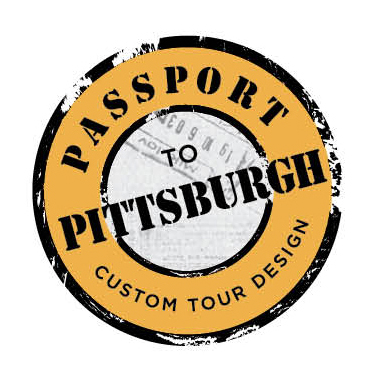 PASSPORT
TO
PITTSBURGH
CUSTOM TOUR DESIGN